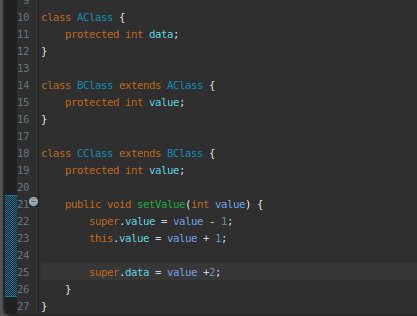 9
10 class AClass {
11     protected int data;
12 }
13
14 class BClass extends AClass {
15     protected int value;
16 }
17
18 class CClass extends BClass {
19     protected int value;
20
21     public void setValue(int value) {
22         super.value = value - 1;
23         this.value = value + 1;
24
25         super.data = value +2;
26     }
27 }